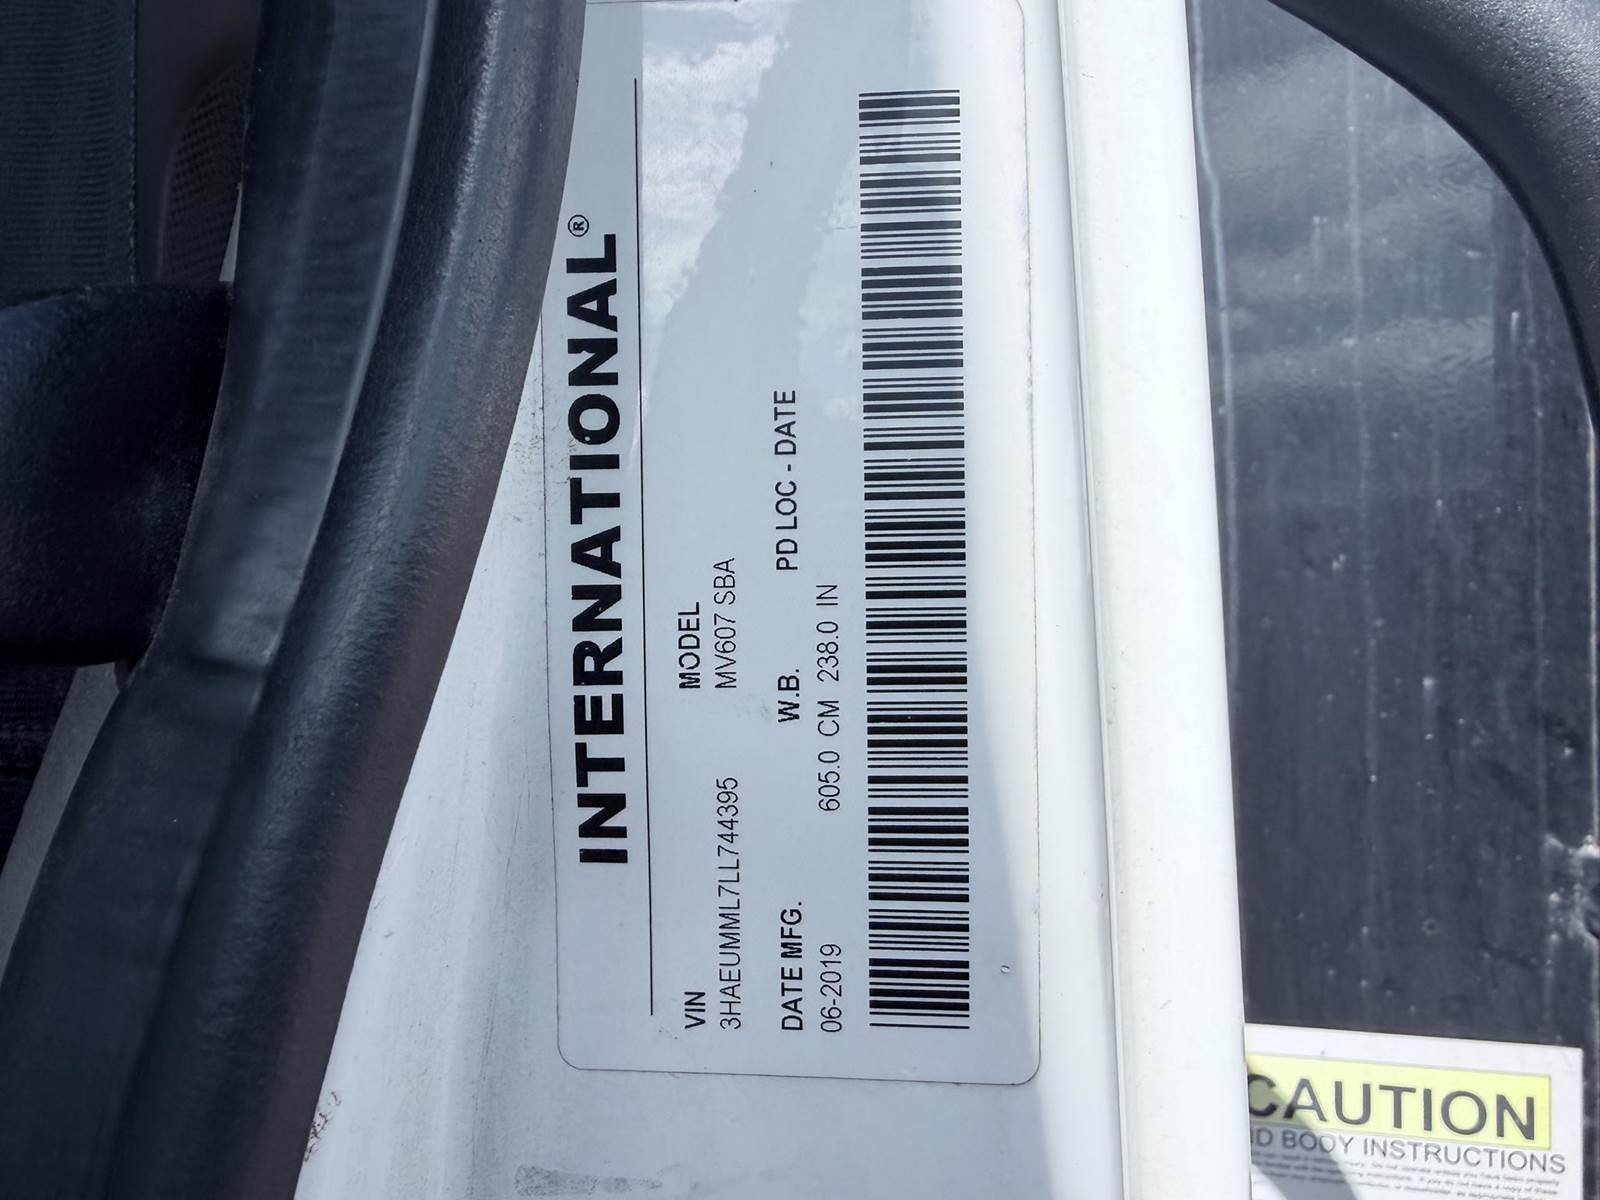 INTERNATIONAL®
VIN MODEL
3HAEUMML7LL744395 MV607 SBA
DATE MFG. W.B. PD LOC - DATE
06-2019 605.0 CM 238.0 IN
CAUTION
BODY INSTRUCTIONS